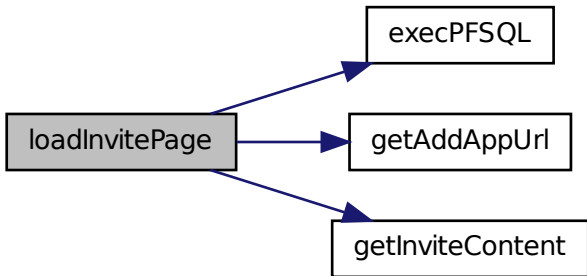 execPFSQL
loadInvitePage
getAddAppUrl
getInviteContent